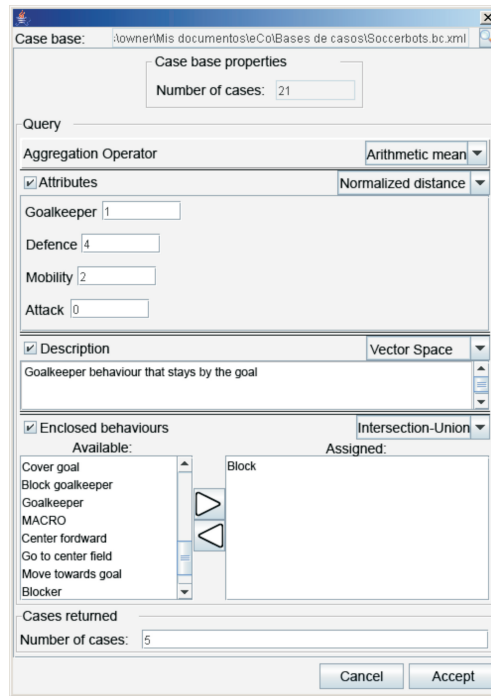 Case base: :\owner\Mis documentos\eCo\Bases de casos\Soccerbots.bc.xml
Case base properties
Number of cases: 21
Query
Aggregation Operator Arithmetic mean
Attributes Normalized distance
Goalkeeper 1
Defence 4
Mobility 2
Attack 0
Description Vector Space
Goalkeeper behaviour that stays by the goal
Enclosed behaviours Intersection-Union
Available: Assigned:
Cover goal Block
Block goalkeeper
Goalkeeper
MACRO
Center fordward
Go to center field
Move towards goal
Blocker
Cases returned
Number of cases: 5
Cancel Accept